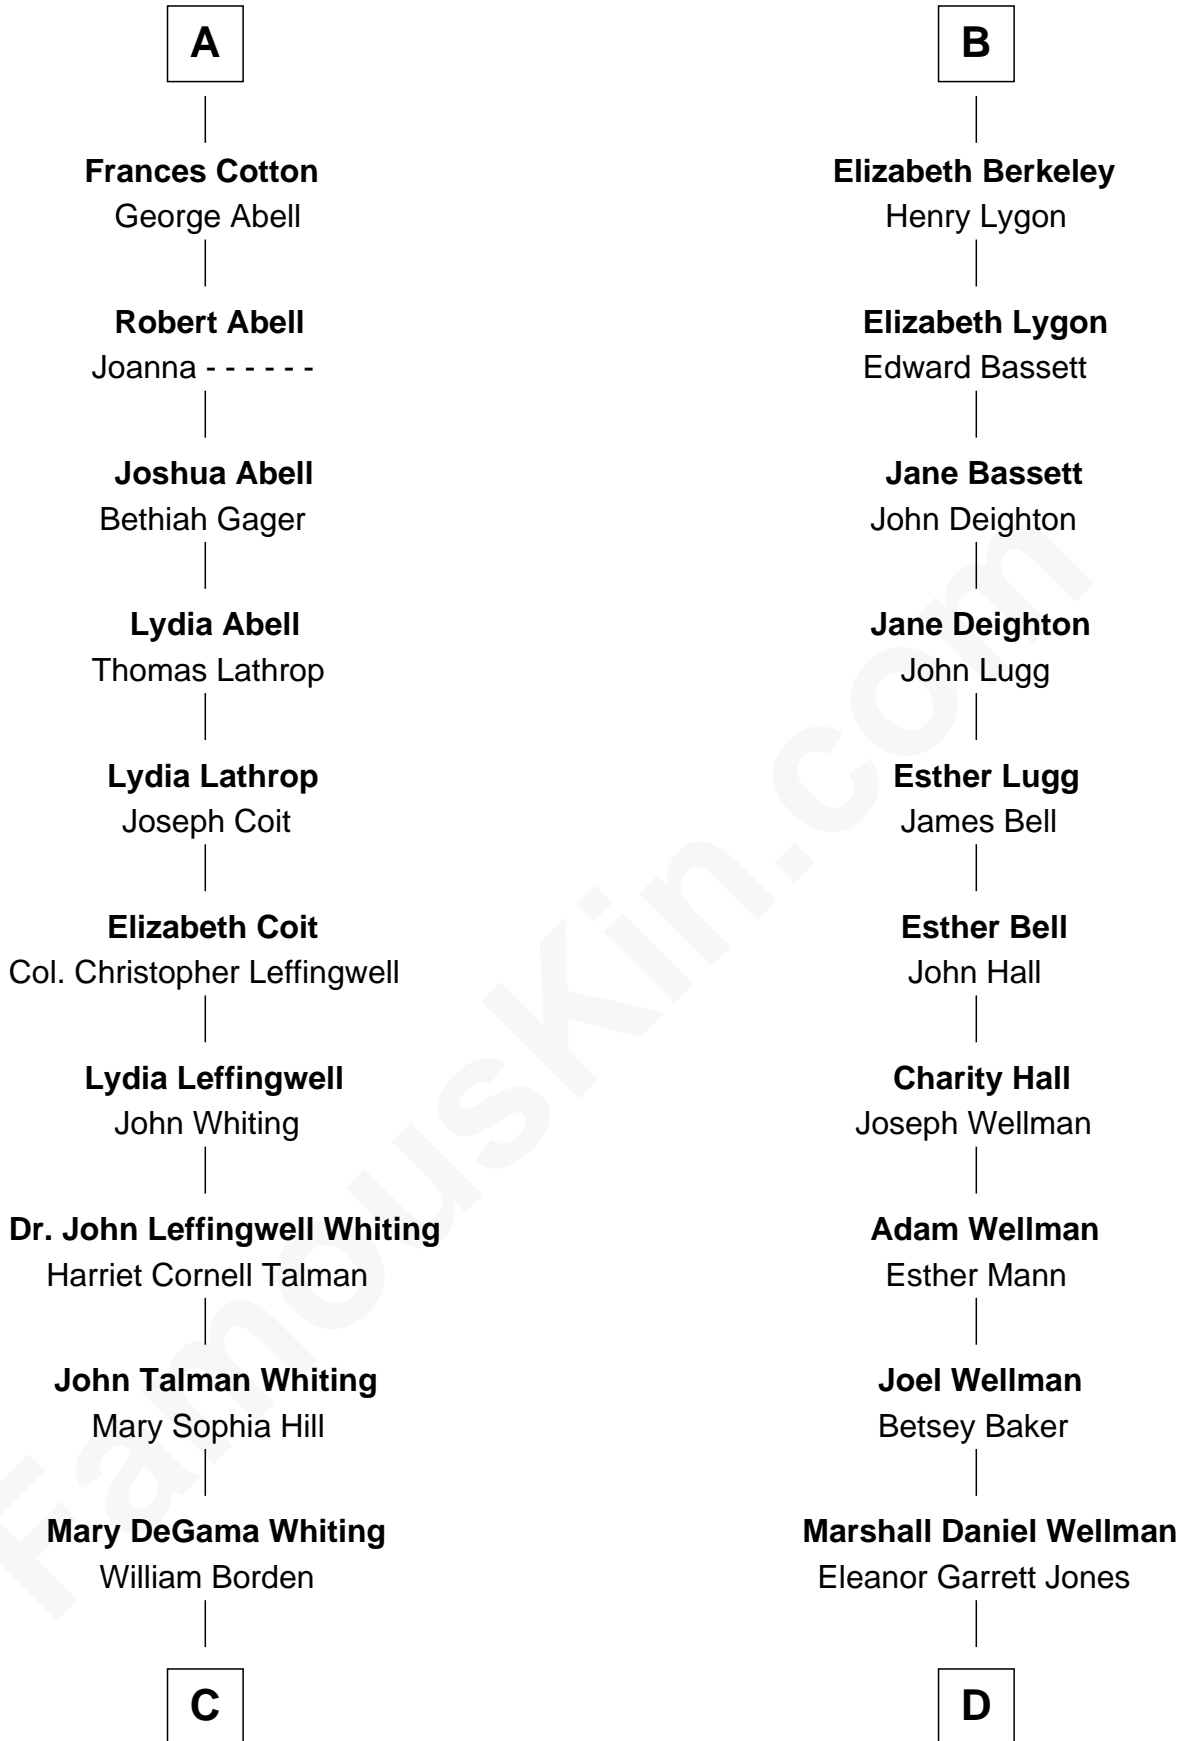 A
Frances Cotton
George Abell
Robert Abell
Joanna - - - - - -
Joshua Abell
Bethiah Gager
Lydia Abell
Thomas Lathrop
Lydia Lathrop
Joseph Coit
Elizabeth Coit
Col. Christopher Leffingwell
Lydia Leffingwell
John Whiting
Dr. John Leffingwell Whiting
Harriet Cornell Talman
John Talman Whiting
Mary Sophia Hill
Mary DeGama Whiting
William Borden
C
B
Elizabeth Berkeley
Henry Lygon
Elizabeth Lygon
Edward Bassett
Jane Bassett
John Deighton
Jane Deighton
John Lugg
Esther Lugg
James Bell
Esther Bell
John Hall
Charity Hall
Joseph Wellman
Adam Wellman
Esther Mann
Joel Wellman
Betsey Baker
Marshall Daniel Wellman
Eleanor Garrett Jones
D
FamousKin.com